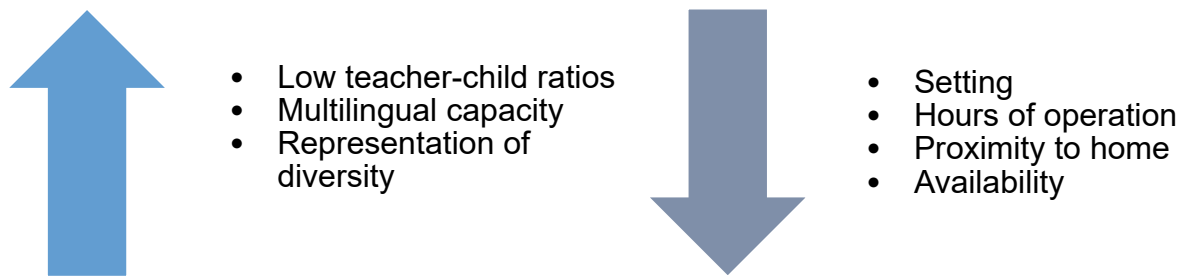 • Low teacher-child ratios
• Multilingual capacity
• Representation of
diversity
• Setting
• Hours of operation
• Proximity to home
• Availability